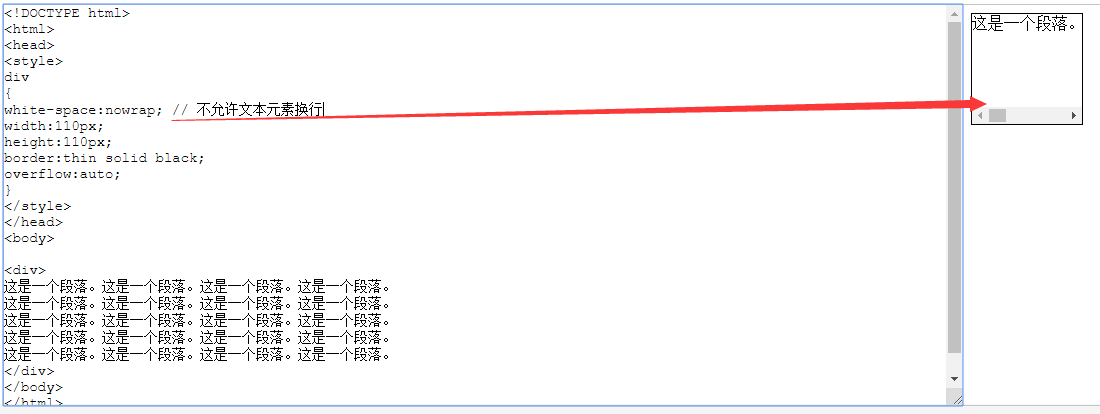 <!DOCTYPE html>
<html>
<head>
<style>
div
{
white-space:nowrap; // 不允许文本元素换行
width:110px;
height:110px;
border:thin solid black;
overflow:auto;
}
</style>
</head>
<body>
<div>
这是一个段落。这是一个段落。这是一个段落。这是一个段落。
这是一个段落。这是一个段落。这是一个段落。这是一个段落。
这是一个段落。这是一个段落。这是一个段落。这是一个段落。
这是一个段落。这是一个段落。这是一个段落。这是一个段落。
这是一个段落。这是一个段落。这是一个段落。这是一个段落。
</div>
</body>
</html>
这是一个段落。